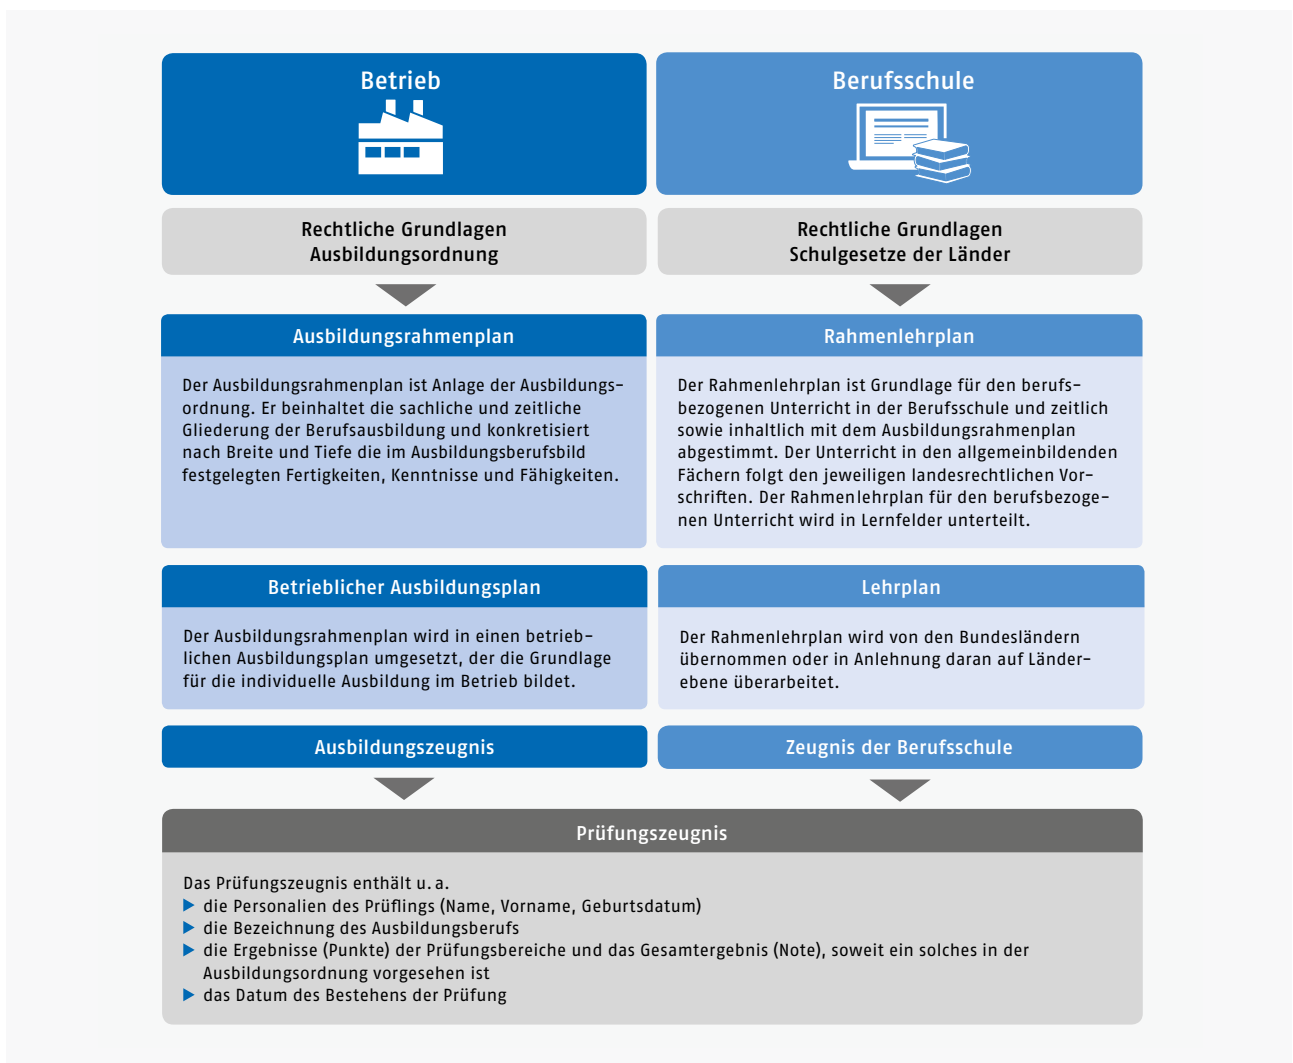 Betrieb
Berufsschule
Rechtliche Grundlagen
Ausbildungsordnung
Rechtliche Grundlagen
Schulgesetze der Länder
Ausbildungsrahmenplan
Der Ausbildungsrahmenplan ist Anlage der Ausbildungs-
ordnung. Er beinhaltet die sachliche und zeitliche
Gliederung der Berufsausbildung und konkretisiert
nach Breite und Tiefe die im Ausbildungsberufsbild
festgelegten Fertigkeiten, Kenntnisse und Fähigkeiten.
Rahmenlehrplan
Der Rahmenlehrplan ist Grundlage für den berufs-
bezogenen Unterricht in der Berufsschule und zeitlich
sowie inhaltlich mit dem Ausbildungsrahmenplan
abgestimmt. Der Unterricht in den allgemeinbildenden
Fächern folgt den jeweiligen landesrechtlichen Vor-
schriften. Der Rahmenlehrplan für den berufsbezoge-
nen Unterricht wird in Lernfelder unterteilt.
Betrieblicher Ausbildungsplan
Der Ausbildungsrahmenplan wird in einen betrieb-
lichen Ausbildungsplan umgesetzt, der die Grundlage
für die individuelle Ausbildung im Betrieb bildet.
Lehrplan
Der Rahmenlehrplan wird von den Bundesländern
übernommen oder in Anlehnung daran auf Länder-
ebene überarbeitet.
Ausbildungszeugnis
Zeugnis der Berufsschule
Prüfungszeugnis
Das Prüfungszeugnis enthält u. a.
▶ die Personalien des Prüflings (Name, Vorname, Geburtsdatum)
▶ die Bezeichnung des Ausbildungsberufs
▶ die Ergebnisse (Punkte) der Prüfungsbereiche und das Gesamtergebnis (Note), soweit ein solches in der
Ausbildungsordnung vorgesehen ist
▶ das Datum des Bestehens der Prüfung